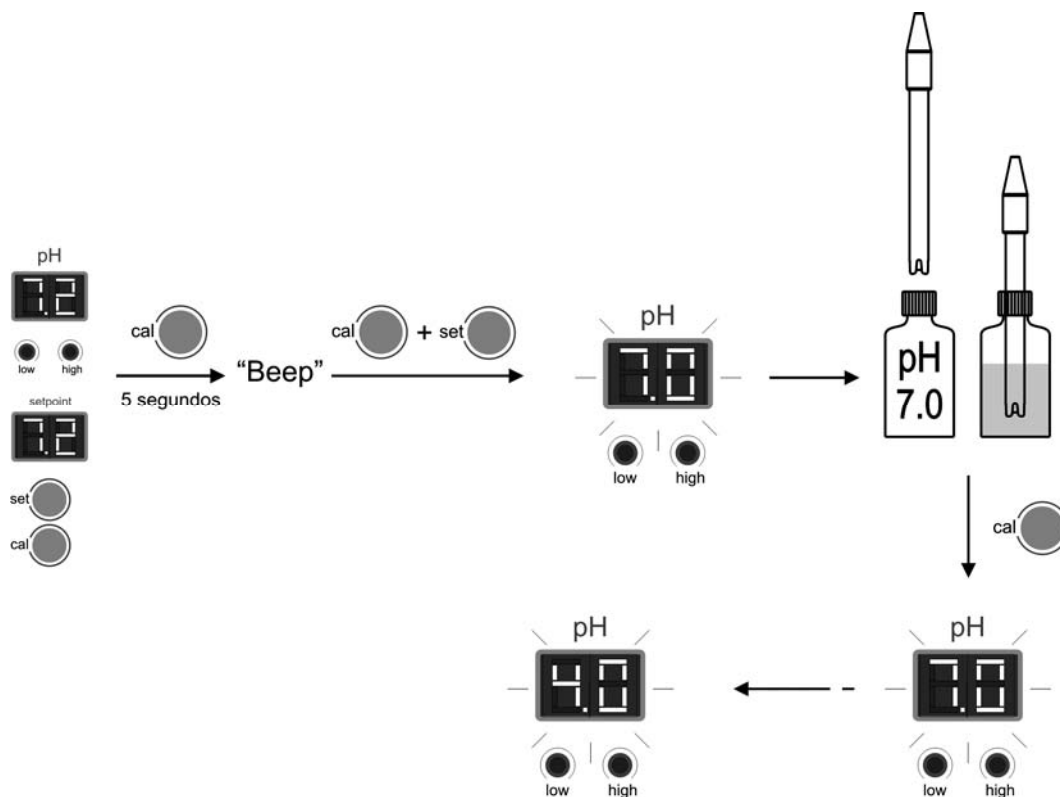 pH
7.2
low high
setpoint
7.2
set
cal
cal
5 segundos
“Beep”
cal + set
pH
7.0
low high
pH
7.0
cal
pH
4.0
low high
pH
7.0
low high